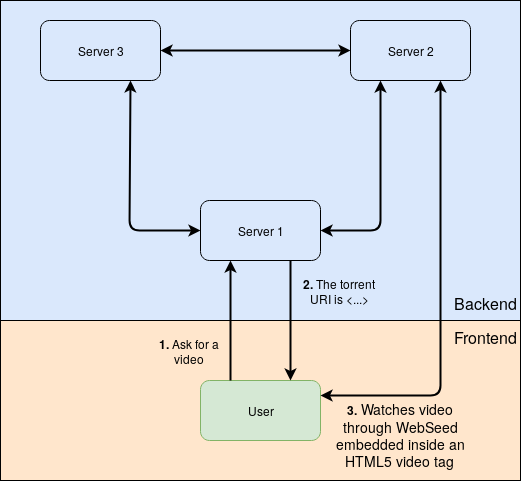 Server 3
Server 2
Server 1
2. The torrent
URI is <...>
Backend
Frontend
1. Ask for a
video
User
3. Watches video
through WebSeed
embedded inside an
HTML5 video tag